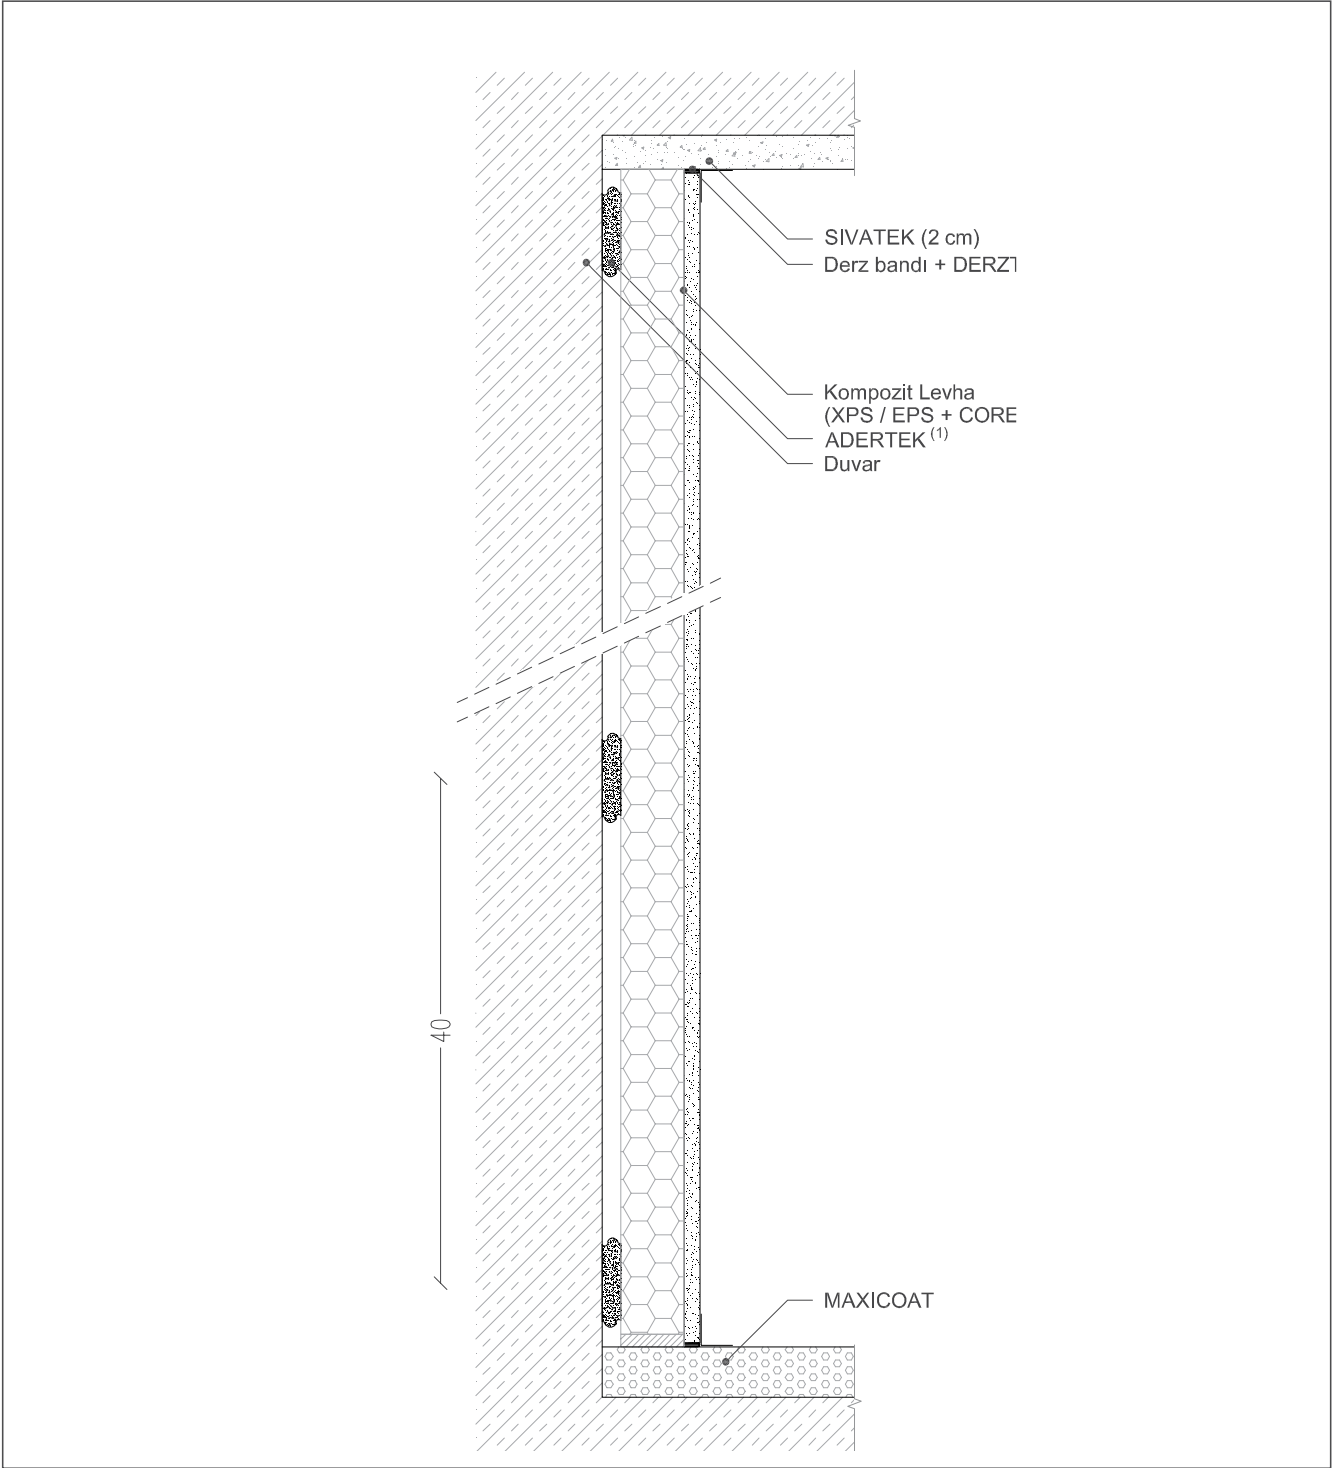 SIVATEK (2 cm)
Derz bandı + DERZT
Kompozit Levha
(XPS / EPS + CORE
ADERTEK (1)
Duvar
40
MAXICOAT